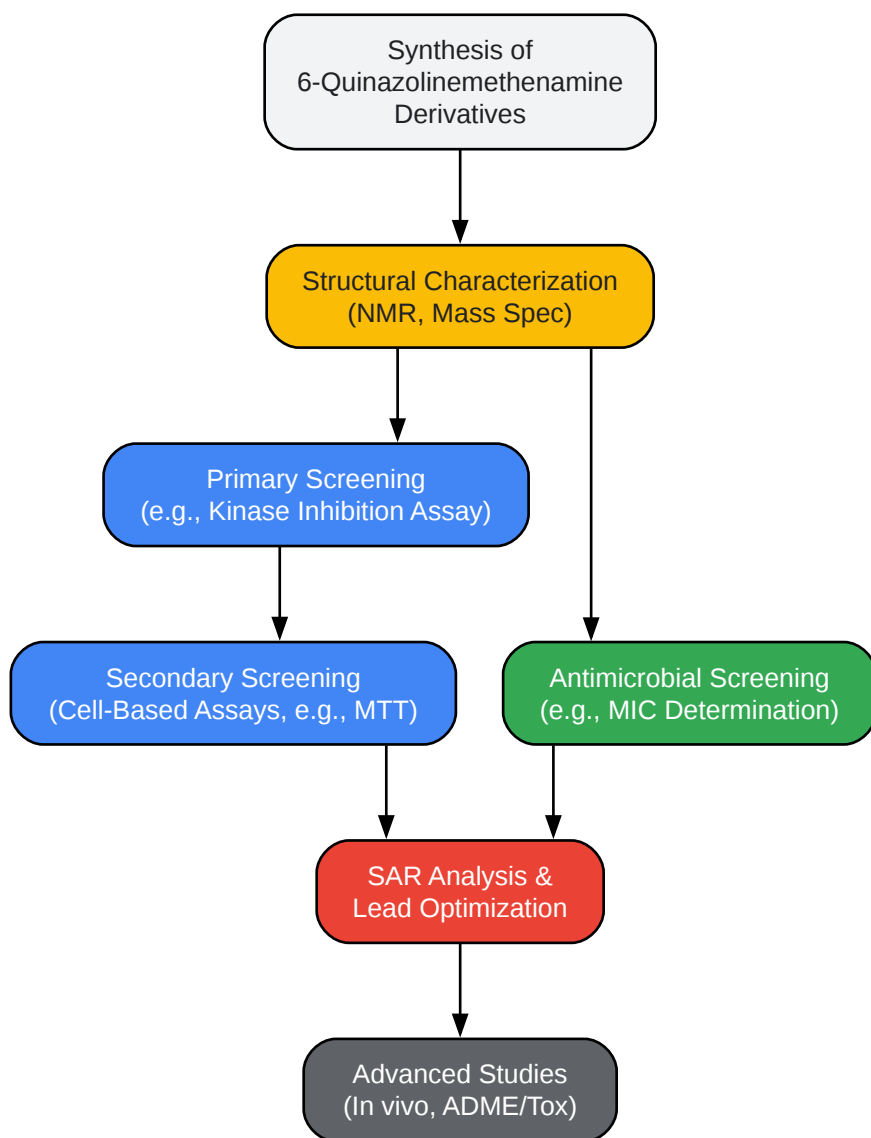 Synthesis of
6-Quinazolinemethenamine
Derivatives
Structural Characterization
(NMR, Mass Spec)
Primary Screening
(e.g., Kinase Inhibition Assay)
Secondary Screening
(Cell-Based Assays, e.g., MTT)
Antimicrobial Screening
(e.g., MIC Determination)
SAR Analysis &
Lead Optimization
Advanced Studies
(In vivo, ADME/Tox)